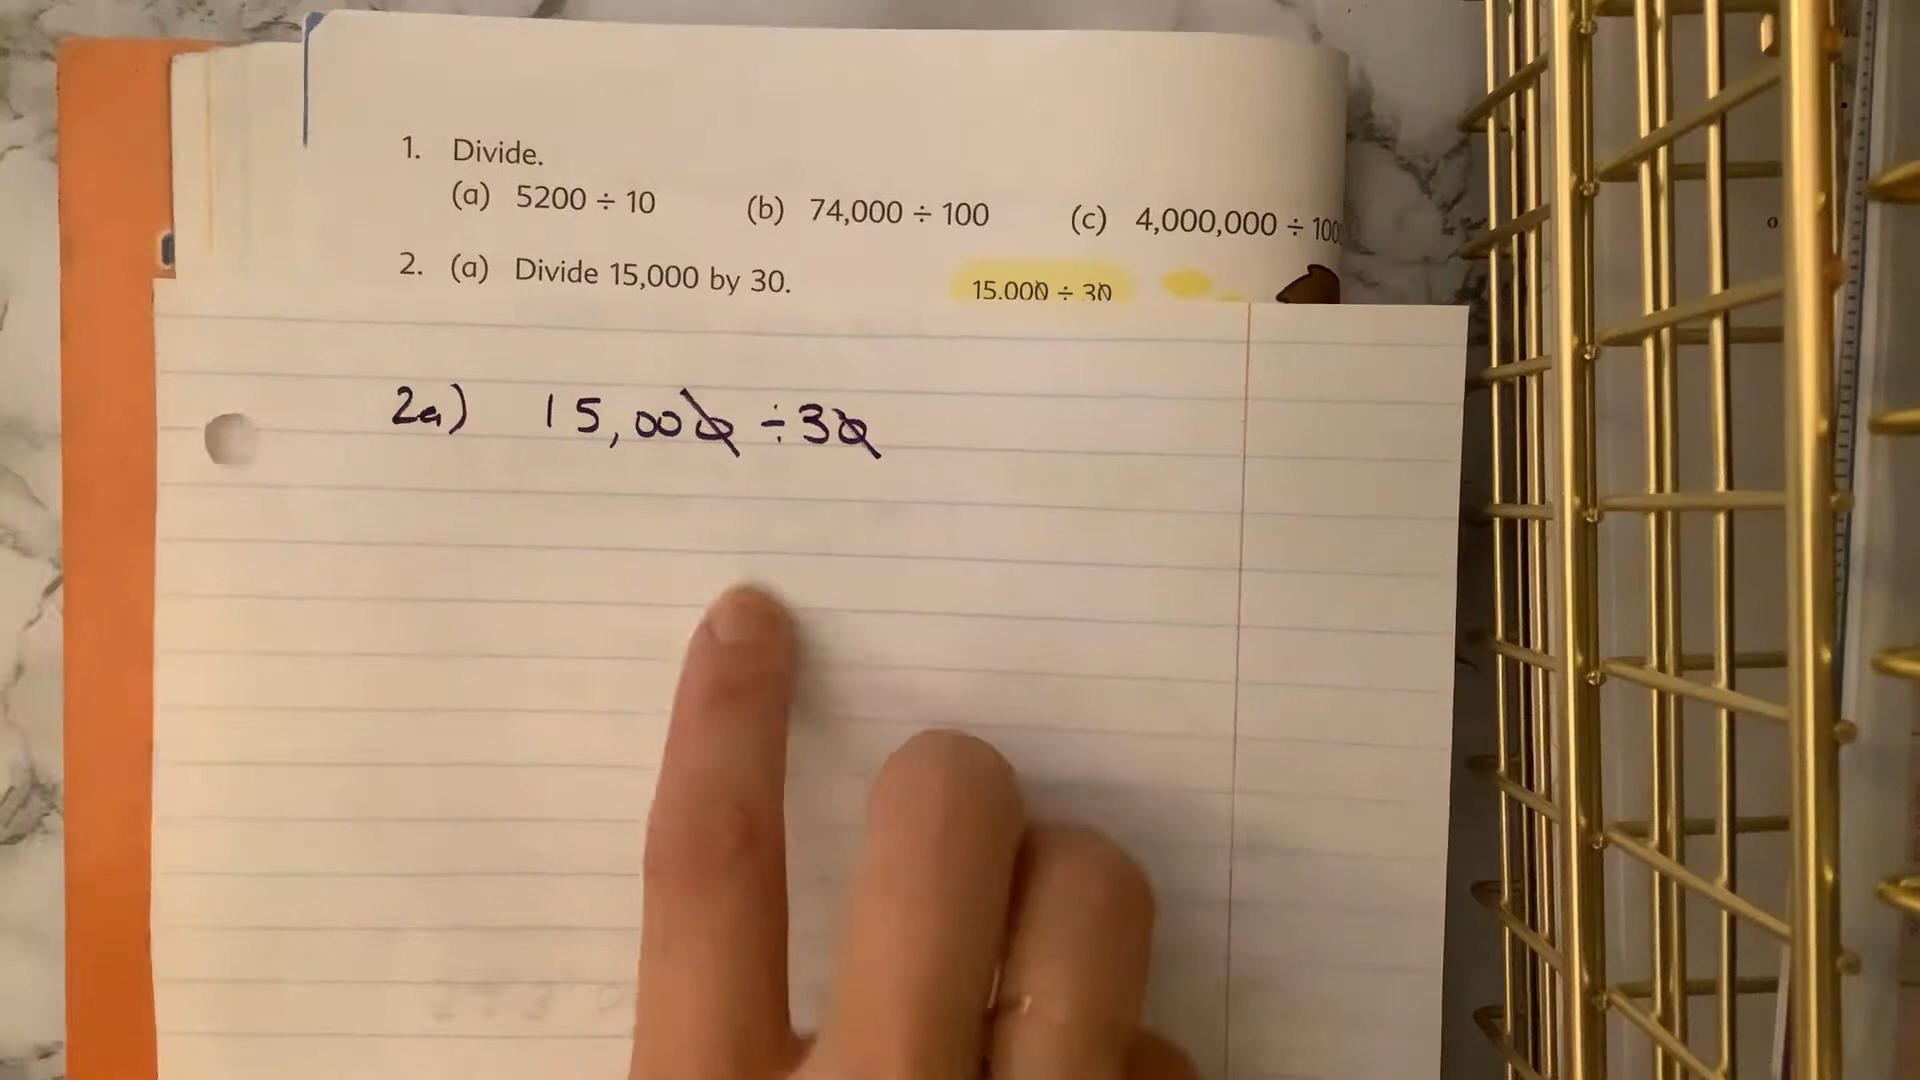 1. Divide.
(a) 5200 ÷ 10 (b) 74,000 ÷ 100 (c) 4,000,000 ÷ 100
2. (a) Divide 15,000 by 30. 15.000 ÷ 30
2a) 15,000 ÷ 30